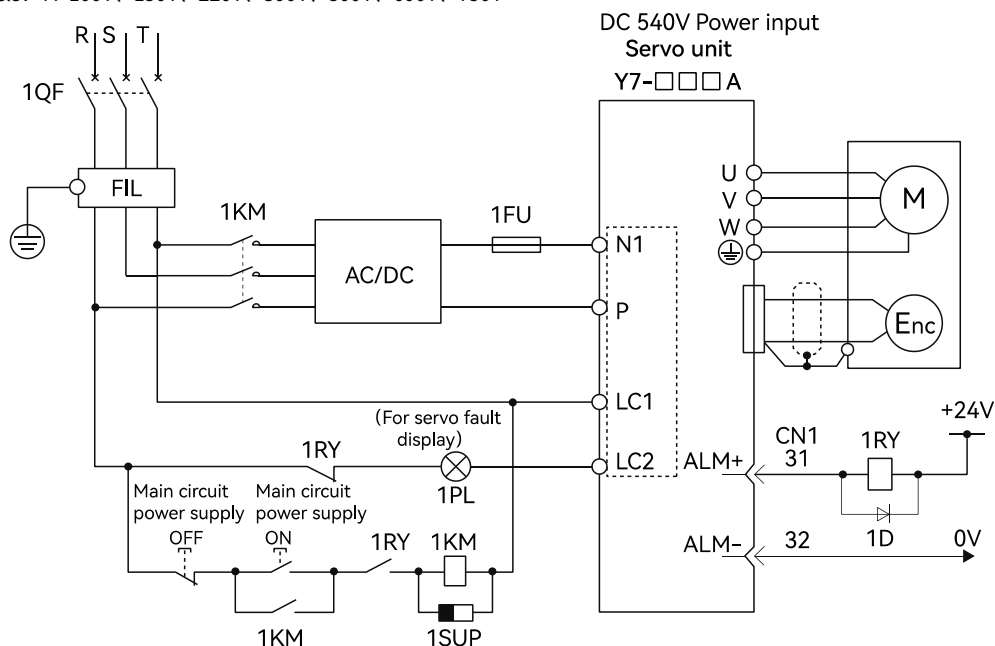 DC 540V Power input
Servo unit
Y7-□□□A
R S T
1QF
FIL
1KM
AC/DC
1FU
N1
P
LC1
LC2
U
V
W
M
Enc
(For servo fault
display)
1RY
1PL
Main circuit
power supply
OFF
Main circuit
power supply
ON
1RY
1KM
1KM
1SUP
ALM+
CN1
31
1RY
+24V
1D
ALM-
32
0V